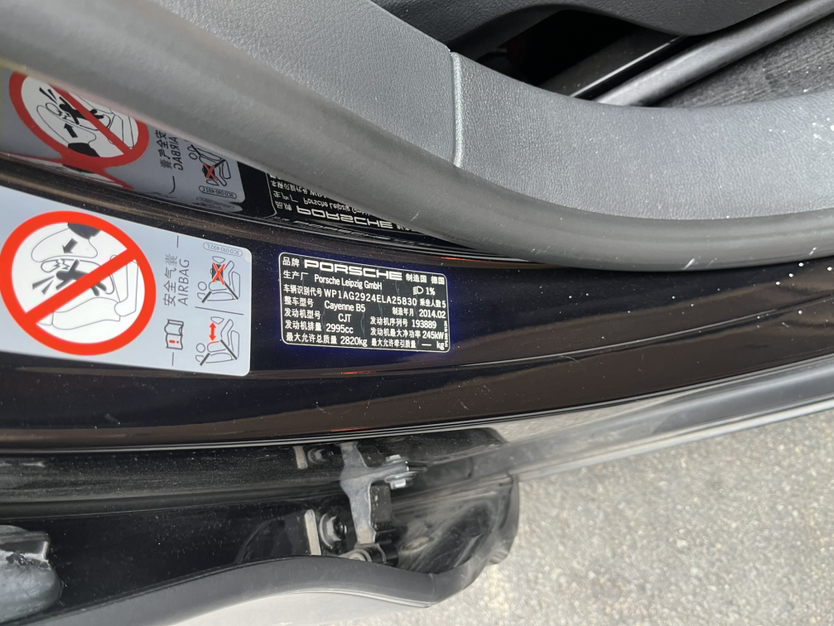 安全气囊
AIRBAG
品牌 PORSCHE 制造国 德国
生产厂 Porsche Leipzig GmbH 1%
车辆识别代号 WP1AG2924ELA25830 乘坐人数 5
整车型号 Cayenne B5 制造年月 2014.02
发动机型号 CJT 发动机序列号 193889
发动机排量 2995cc 发动机最大净功率 245kW
最大允许总质量 2820kg 最大允许牵引质量 — kg